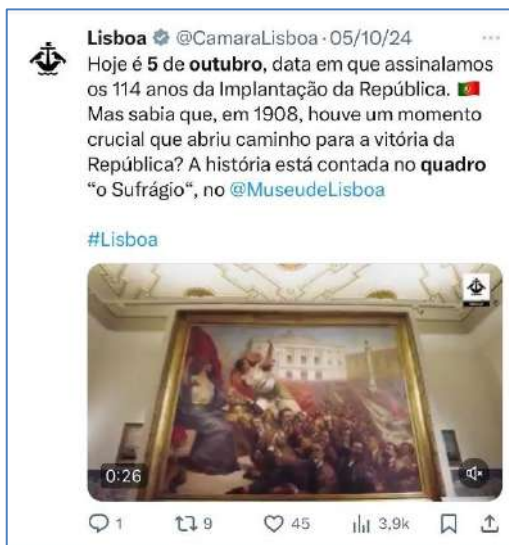 Lisboa @CamaraLisboa · 05/10/24
Hoje é 5 de outubro, data em que assinalamos
os 114 anos da Implantação da República. 🇵🇹
Mas sabia que, em 1908, houve um momento
crucial que abriu caminho para a vitória da
República? A história está contada no quadro
“o Sufrágio“, no @MuseudeLisboa
#Lisboa
0:26
1 9 45 3,9k